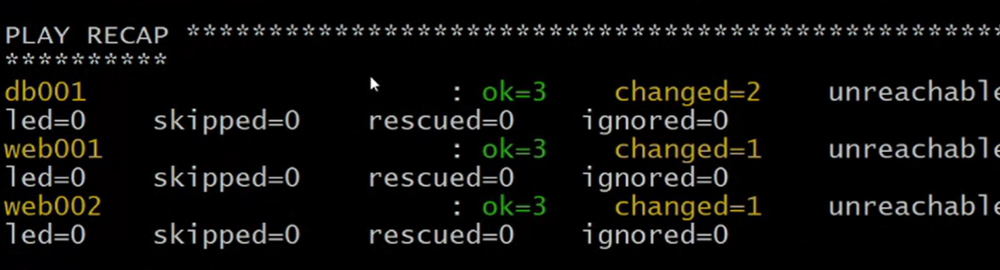 PLAY RECAP *************************************************
**********
db001 : ok=3 changed=2 unreachable
led=0 skipped=0 rescued=0 ignored=0
web001 : ok=3 changed=1 unreachable
led=0 skipped=0 rescued=0 ignored=0
web002 : ok=3 changed=1 unreachable
led=0 skipped=0 rescued=0 ignored=0